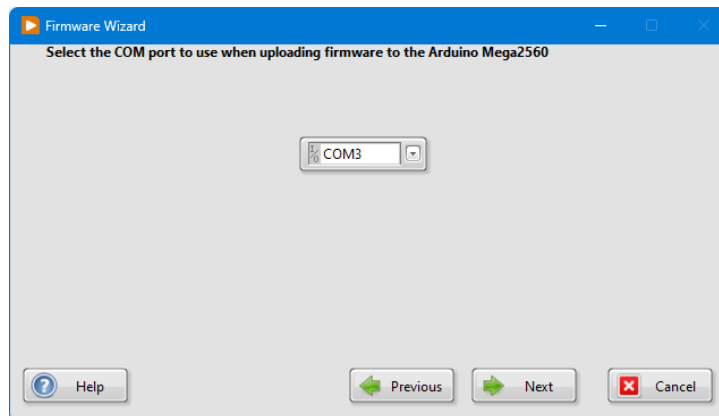 Firmware Wizard
Select the COM port to use when uploading firmware to the Arduino Mega2560
I/O COM3
Help Previous Next Cancel